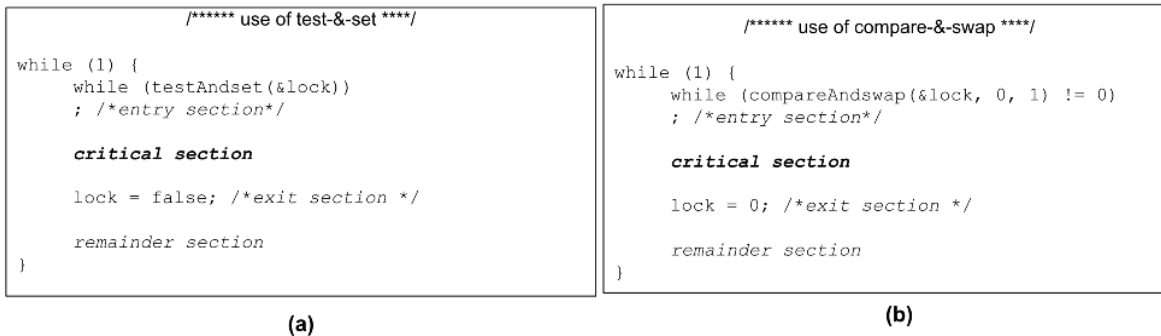 /****** use of test-&-set ****/
while (1) {
while (testAndset(&lock))
; /*entry section*/
critical section
lock = false; /*exit section */
remainder section
}
(a)
/****** use of compare-&-swap ****/
while (1) {
while (compareAndswap(&lock, 0, 1) != 0)
; /*entry section*/
critical section
lock = 0; /*exit section */
remainder section
}
(b)